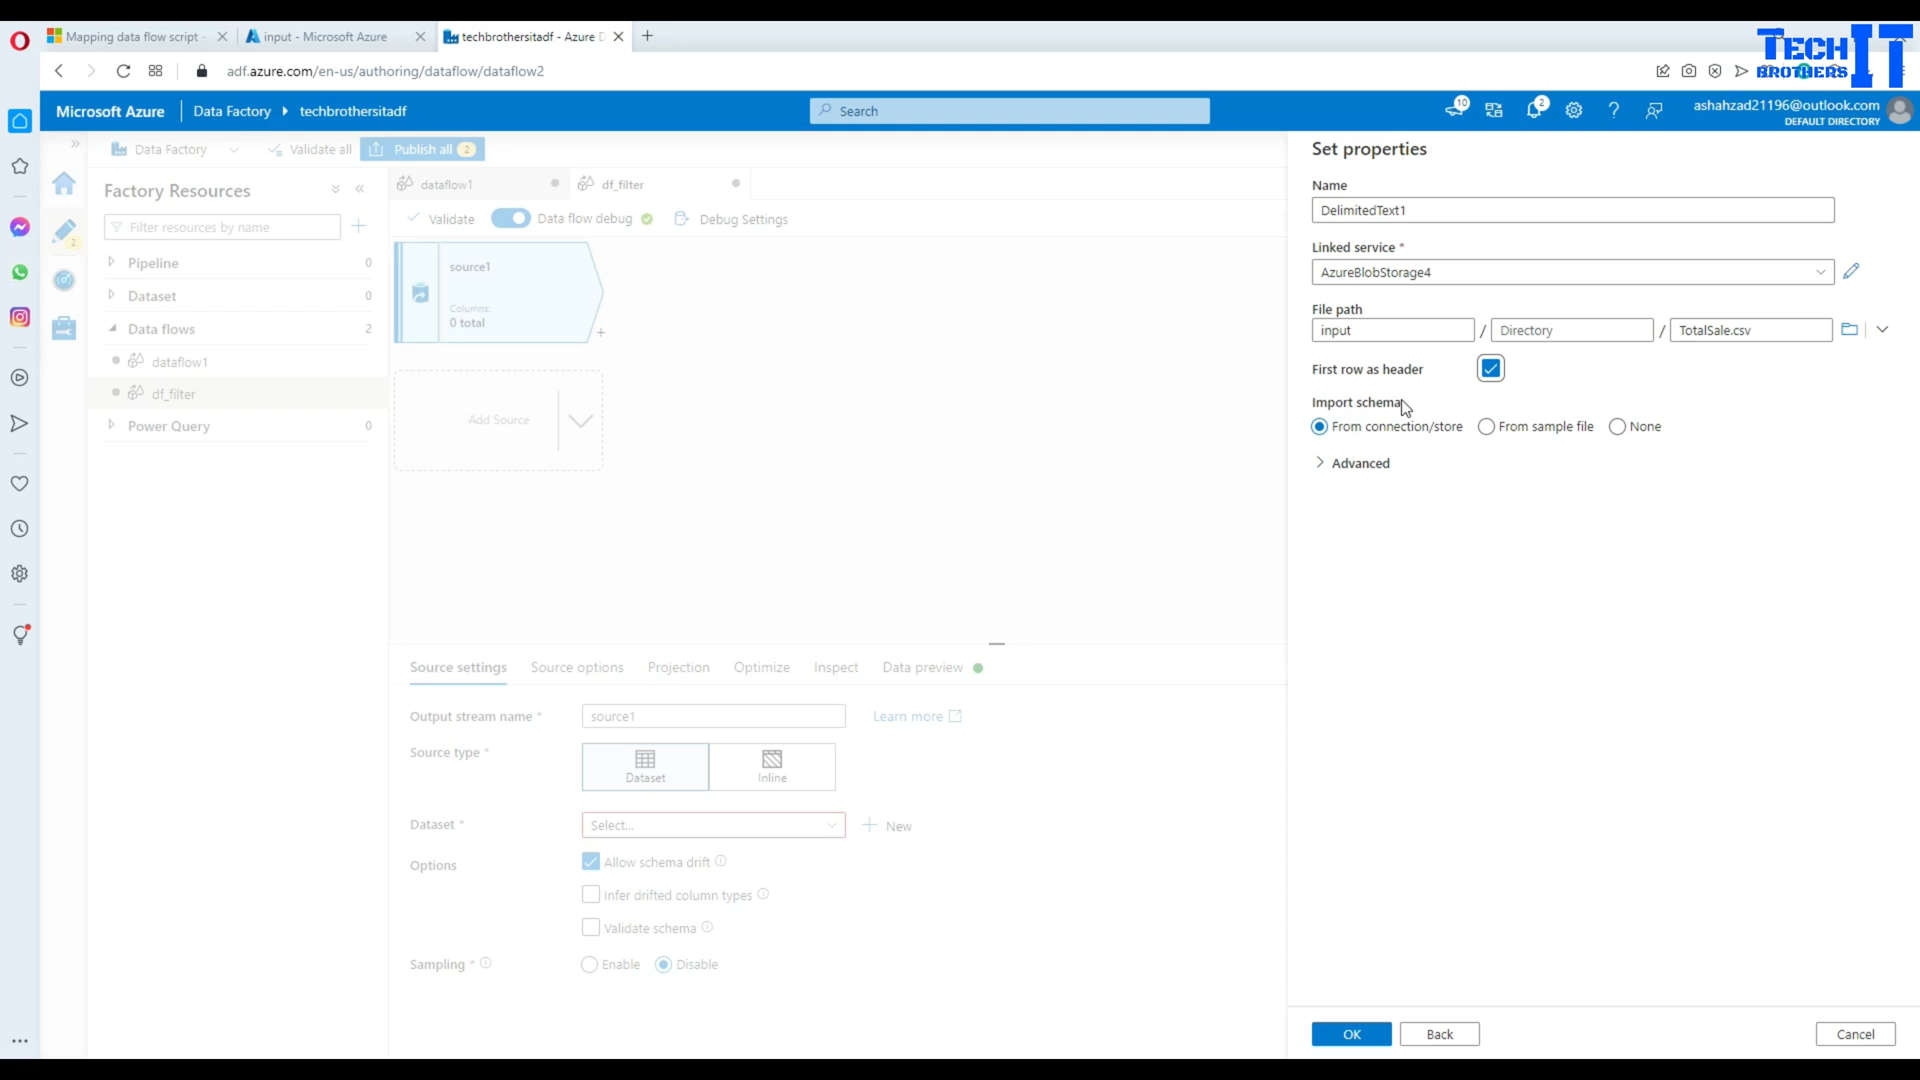 Mapping data flow script -
input - Microsoft Azure
techbrothersitadf - Azure D
TECH IT
BROTHERS
adf.azure.com/en-us/authoring/dataflow/dataflow2
Microsoft Azure
Data Factory
techbrothersitadf
Search
10
2
ashahzad21196@outlook.com
DEFAULT DIRECTORY
Data Factory
Validate all
Publish all
2
Set properties
Factory Resources
dataflow1
df_filter
Name
DelimitedText1
Filter resources by name
Validate
Data flow debug
Debug Settings
2
Linked service *
AzureBlobStorage4
Pipeline
0
Dataset
0
Data flows
2
dataflow1
df_filter
Power Query
0
source1
Columns:
0 total
Add Source
File path
input / Directory / TotalSale.csv
First row as header
Import schema
From connection/store
From sample file
None
Advanced
Source settings
Source options
Projection
Optimize
Inspect
Data preview
Output stream name *
source1
Learn more
Source type *
Dataset
Inline
Dataset *
Select...
New
Options
Allow schema drift
Infer drifted column types
Validate schema
Sampling *
Enable
Disable
OK
Back
Cancel